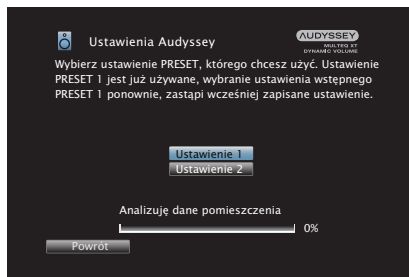 Ustawienia Audyssey
AUDYSSEY
MULTEQ XT
DYNAMIC VOLUME
Wybierz ustawienie PRESET, którego chcesz użyć. Ustawienie
PRESET 1 jest już używane, wybranie ustawienia wstępnego
PRESET 1 ponownie, zastąpi wcześniej zapisane ustawienie.
Ustawienie 1
Ustawienie 2
Analizuję dane pomieszczenia
0%
Powrót